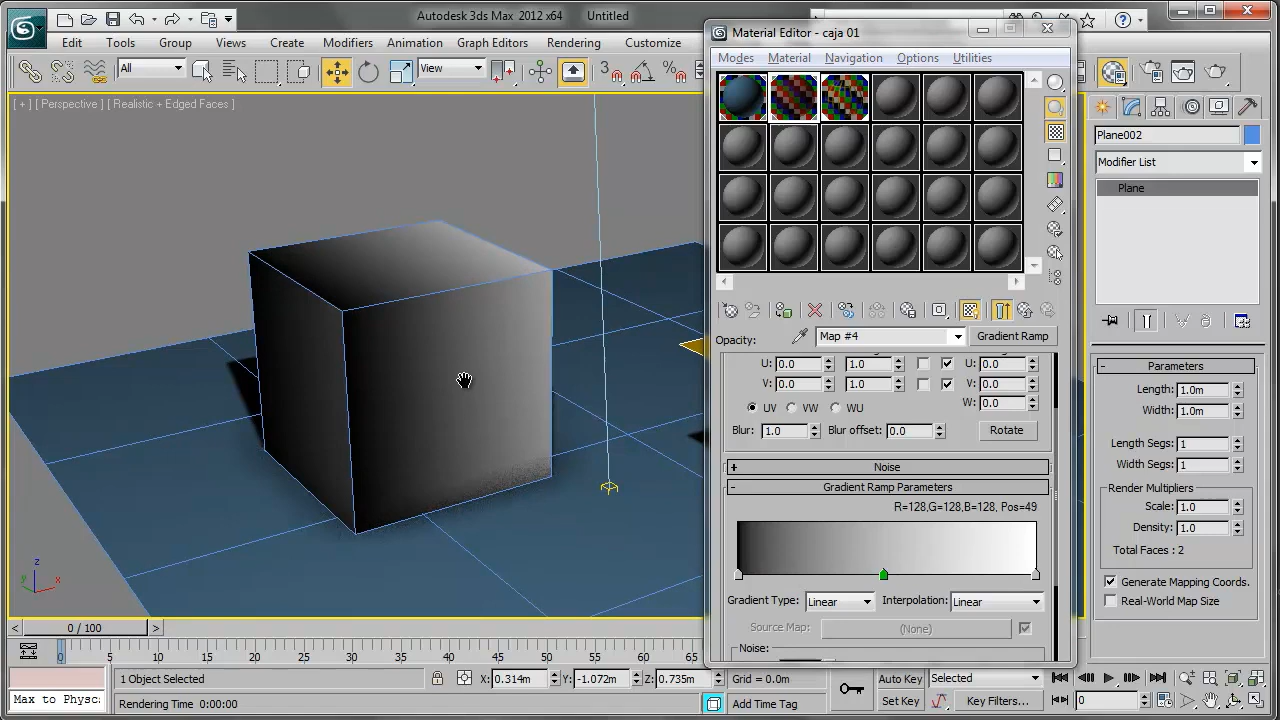 Autodesk 3ds Max 2012 x64 Untitled
Edit Tools Group Views Create Modifiers Animation Graph Editors Rendering Customize
All
View
3
%
[ + ] [ Perspective ] [ Realistic + Edged Faces ]
z
y
x
Material Editor - caja 01
Modes Material Navigation Options Utilities
Opacity: Map #4 Gradient Ramp
U: 0.0 1.0 U: 0.0
V: 0.0 1.0 V: 0.0
W: 0.0
UV VW WU
Blur: 1.0 Blur offset: 0.0 Rotate
+ Noise
- Gradient Ramp Parameters
R=128,G=128,B=128, Pos=49
Gradient Type: Linear Interpolation: Linear
Source Map: (None)
Noise:
Plane002
Modifier List
Plane
- Parameters
Length: 1.0m
Width: 1.0m
Length Segs: 1
Width Segs: 1
Render Multipliers
Scale: 1.0
Density: 1.0
Total Faces : 2
Generate Mapping Coords.
Real-World Map Size
< 0 / 100 >
0 5 10 15 20 25 30 35 40 45 50 55 60 65
1 Object Selected X: 0.314m Y: -1.072m Z: 0.735m Grid = 0.0m Auto Key Selected
Max to Physc
Rendering Time 0:00:00 Add Time Tag Set Key Key Filters... 0